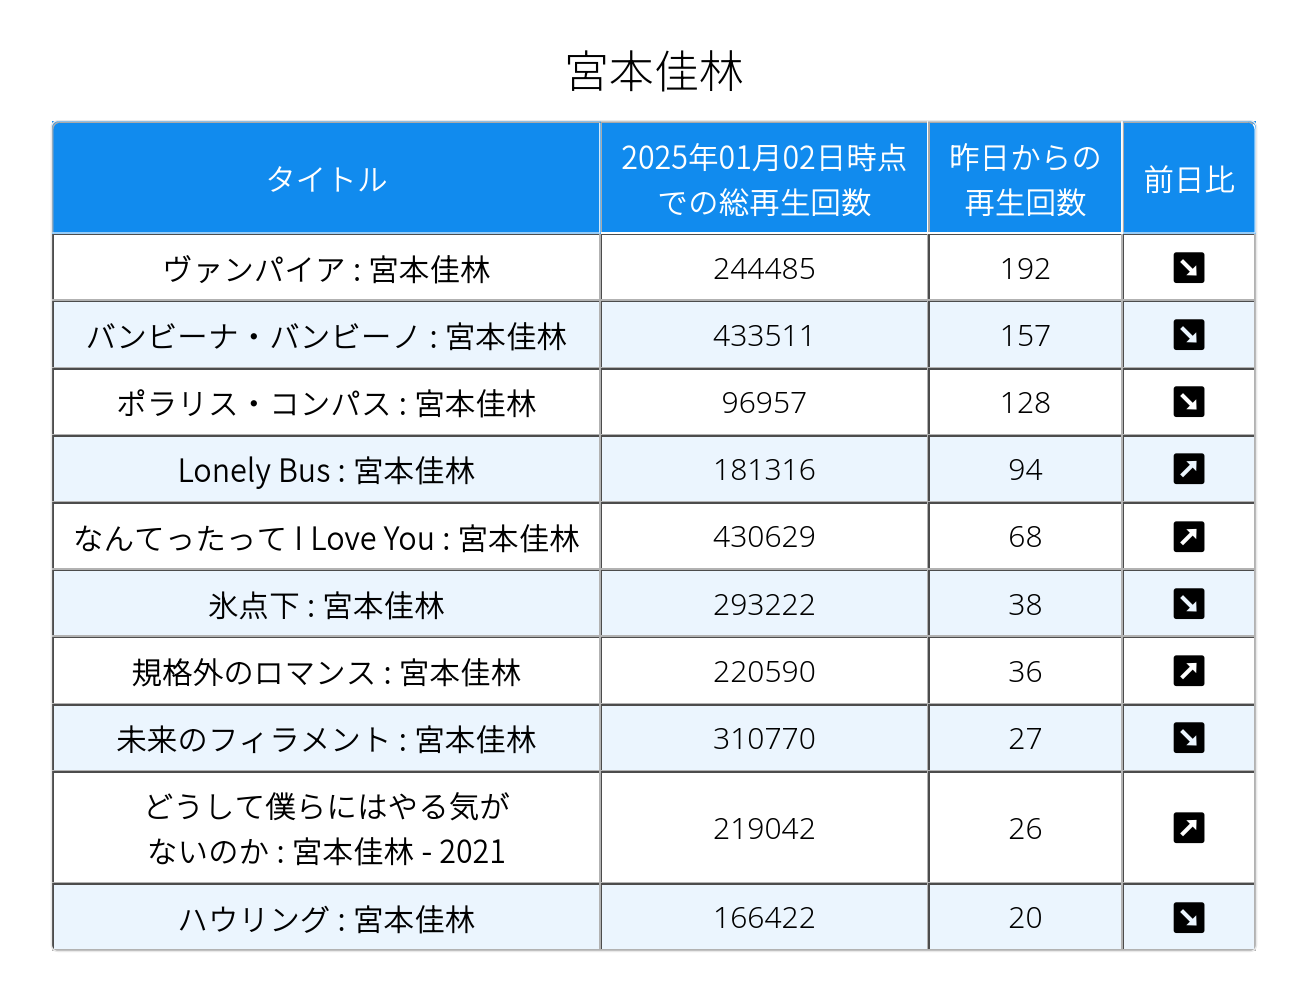 宮本佳林
タイトル
2025年01月02日時点
での総再生回数
昨日からの
再生回数
前日比
ヴァンパイア : 宮本佳林 244485 192 ↘
バンビーナ・バンビーノ : 宮本佳林 433511 157 ↘
ポラリス・コンパス : 宮本佳林 96957 128 ↘
Lonely Bus : 宮本佳林 181316 94 ↗
なんてったって I Love You : 宮本佳林 430629 68 ↗
氷点下 : 宮本佳林 293222 38 ↘
規格外のロマンス : 宮本佳林 220590 36 ↗
未来のフィラメント : 宮本佳林 310770 27 ↘
どうして僕らにはやる気が
ないのか : 宮本佳林 - 2021 219042 26 ↗
ハウリング : 宮本佳林 166422 20 ↘